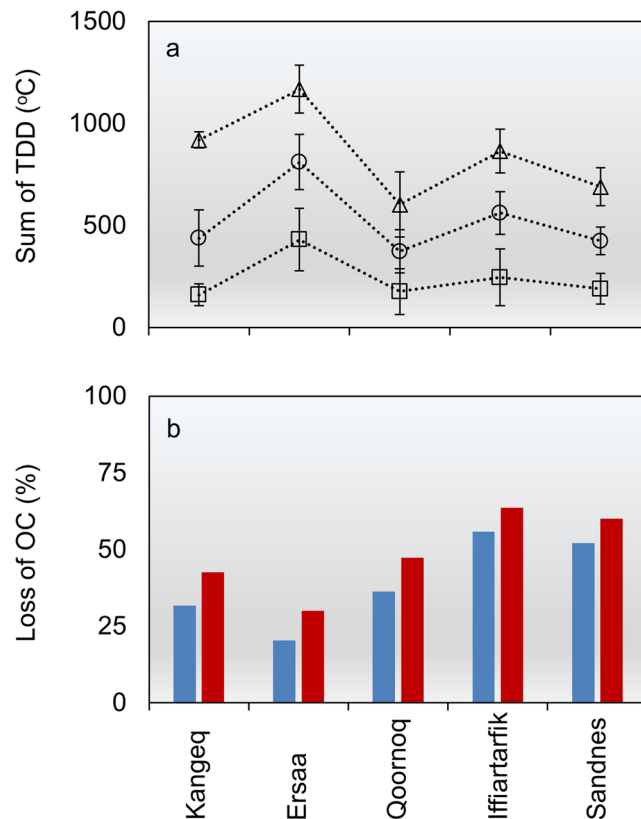 1500
a
1000
500
0
Sum of TDD (ºC)
100
b
75
50
25
0
Loss of OC (%)
Kangeq
Ersaa
Qoornoq
Iffiartarfik
Sandnes